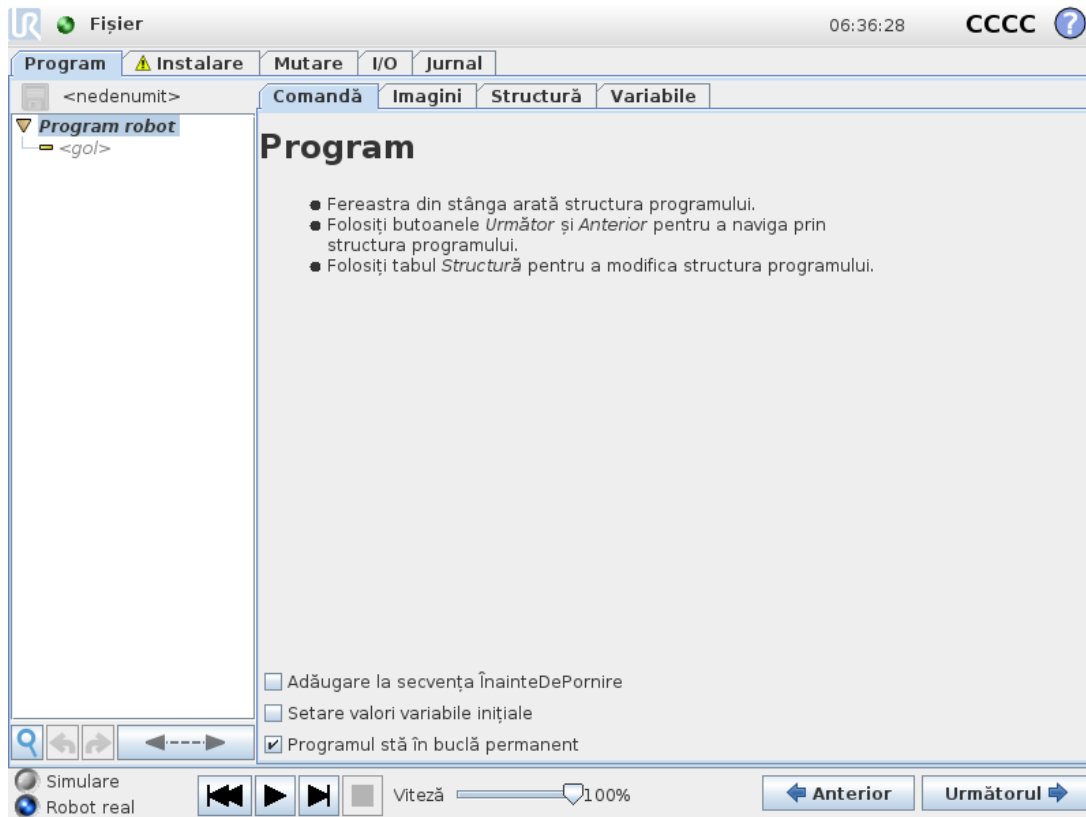 Fișier
06:36:28
CCCC
?
Program
Instalare
Mutare
I/O
Jurnal
<nedenumit>
Comandă
Imagini
Structură
Variabile
Program robot
<gol>
Program
Fereastra din stânga arată structura programului.
Folosiți butoanele Următor și Anterior pentru a naviga prin
structura programului.
Folosiți tabul Structură pentru a modifica structura programului.
Adăugare la secvența ÎnainteDePornire
Setare valori variabile inițiale
Programul stă în buclă permanent
Simulare
Robot real
Viteză
100%
Anterior
Următorul